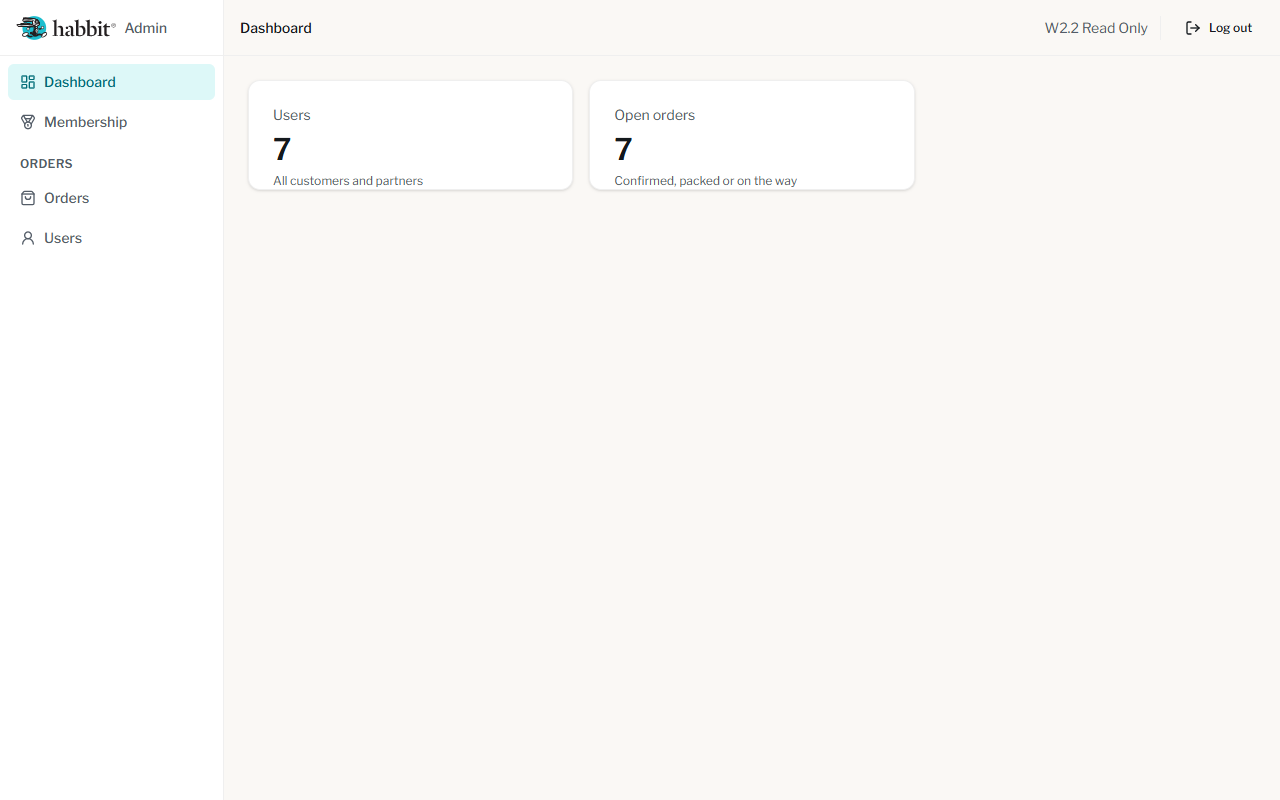 habbit® Admin
Dashboard
W2.2 Read Only
Log out
Dashboard
Membership
ORDERS
Orders
Users
Users
7
All customers and partners
Open orders
7
Confirmed, packed or on the way